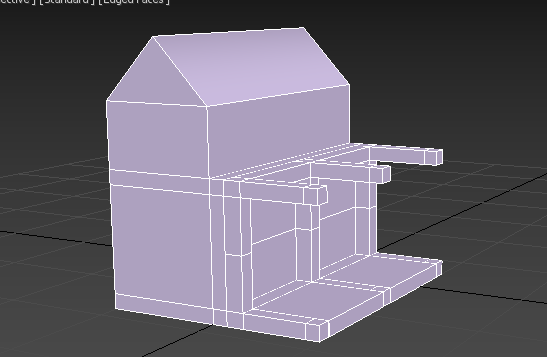 ective ] [Standard ] [Edged Faces ]